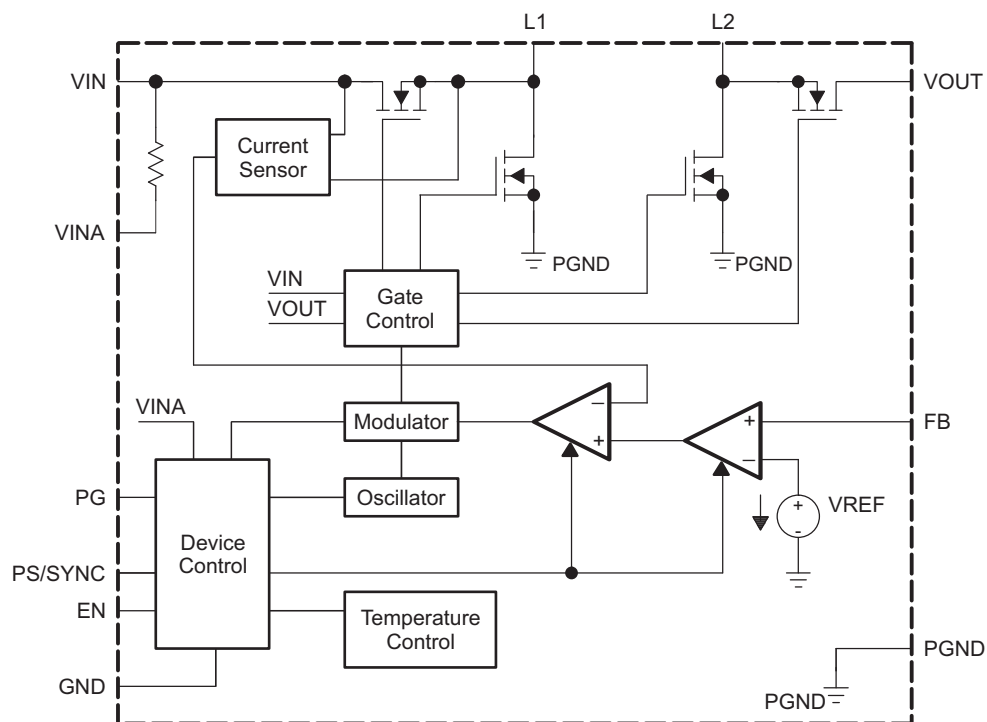 L1
L2
VIN
VOUT
Current
Sensor
VINA
PGND
PGND
VIN
VOUT
Gate
Control
VINA
Modulator
−
+
+
−
FB
PG
Oscillator
+
-
VREF
Device
Control
PS/SYNC
EN
Temperature
Control
PGND
GND
PGND